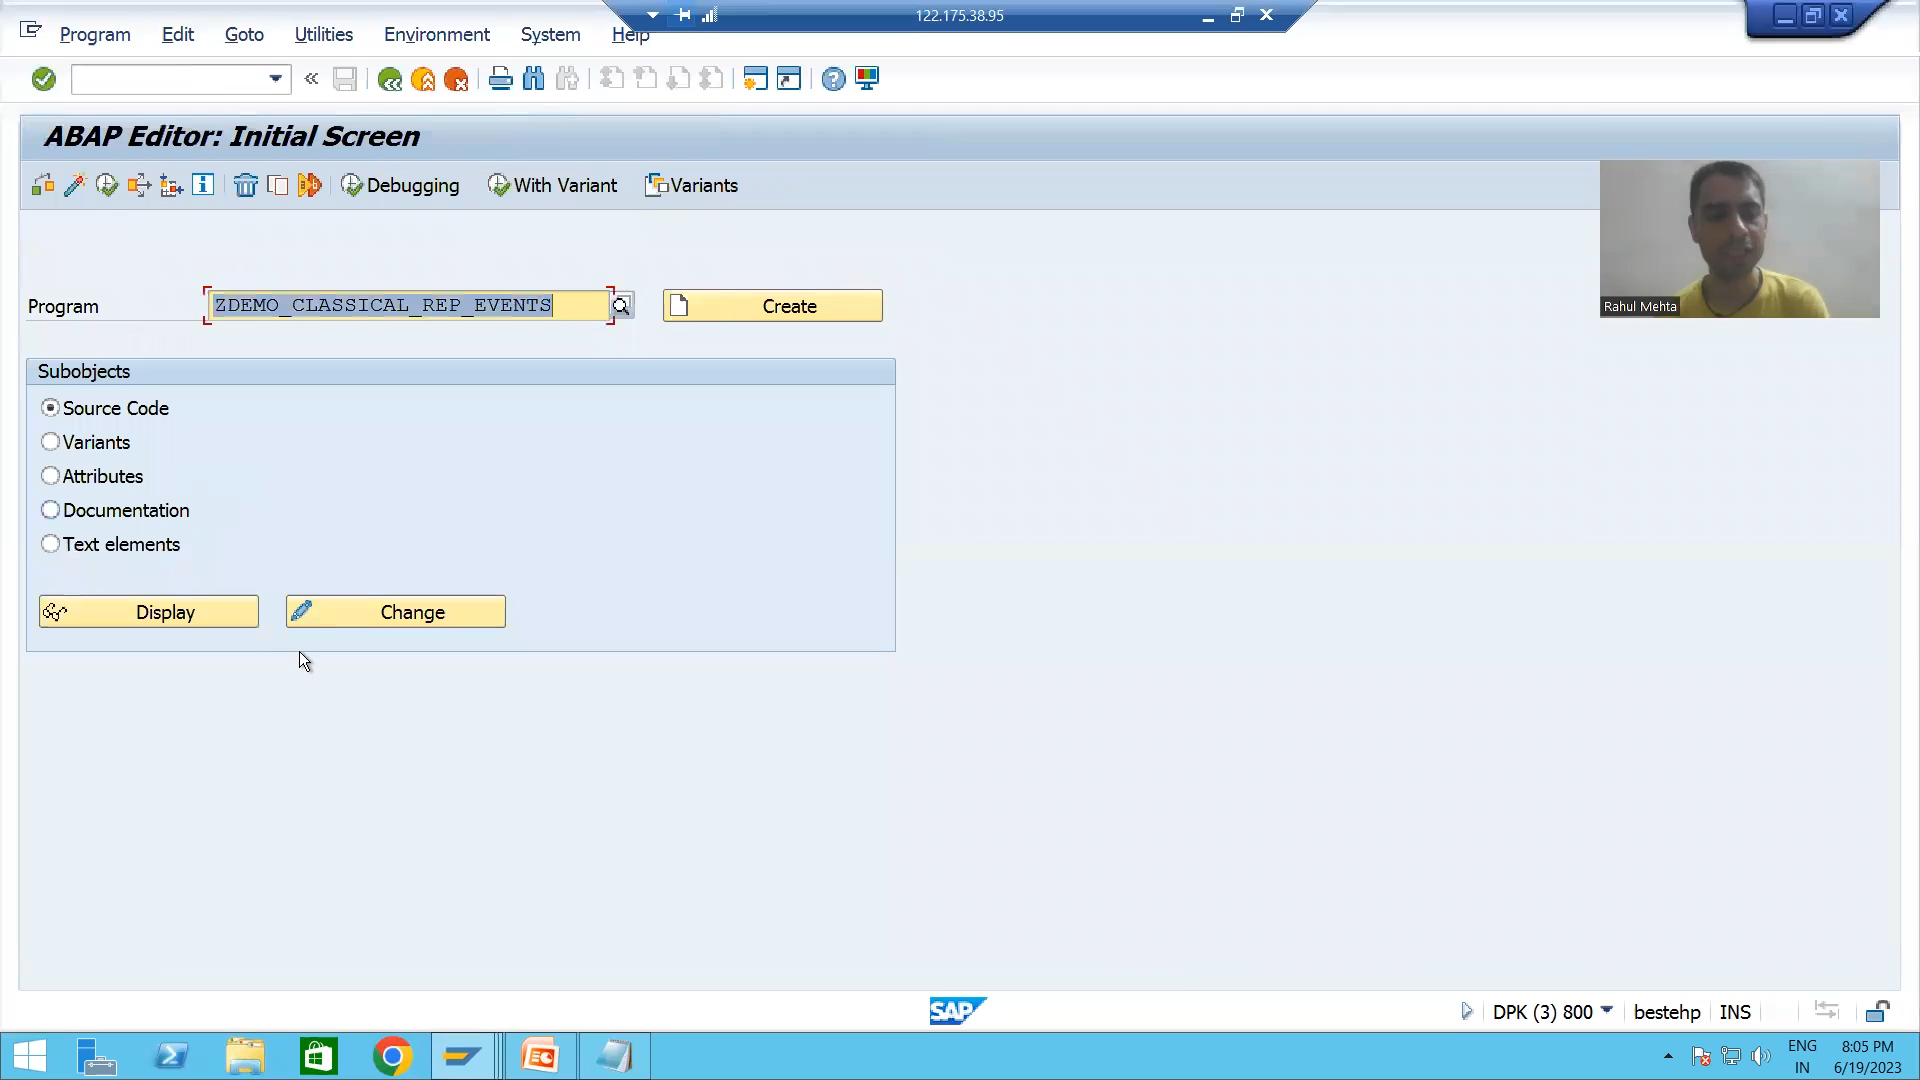 122.175.38.95
Program Edit Goto Utilities Environment System Help
ABAP Editor: Initial Screen
Debugging With Variant Variants
Program ZDEMO_CLASSICAL_REP_EVENTS Create
Rahul Mehta
Subobjects
Source Code
Variants
Attributes
Documentation
Text elements
Display Change
SAP
DPK (3) 800 bestehp INS
ENG 8:05 PM
IN 6/19/2023